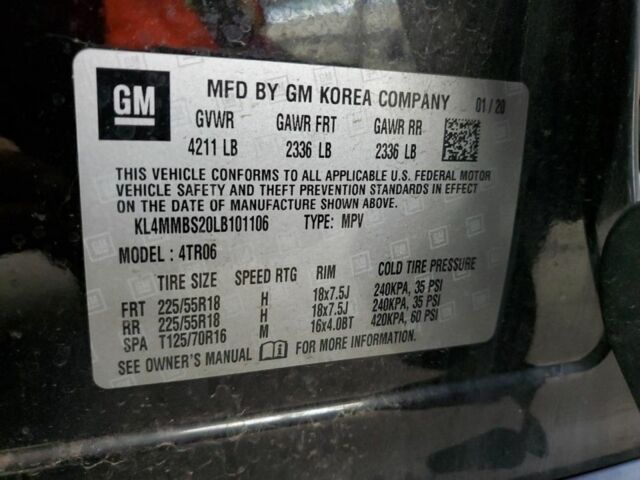 GM
MFD BY GM KOREA COMPANY 01/20
GVWR GAWR FRT GAWR RR
4211 LB 2336 LB 2336 LB
THIS VEHICLE CONFORMS TO ALL APPLICABLE U.S. FEDERAL MOTOR
VEHICLE SAFETY AND THEFT PREVENTION STANDARDS IN EFFECT
ON THE DATE OF MANUFACTURE SHOWN ABOVE.
KL4MMBS20LB101106 TYPE: MPV
MODEL: 4TR06
TIRE SIZE SPEED RTG RIM COLD TIRE PRESSURE
FRT 225/55R18 H 18x7.5J 240KPA, 35 PSI
RR 225/55R18 H 18x7.5J 240KPA, 35 PSI
SPA T125/70R16 M 16x4.0BT 420KPA, 60 PSI
SEE OWNER'S MANUAL FOR MORE INFORMATION.